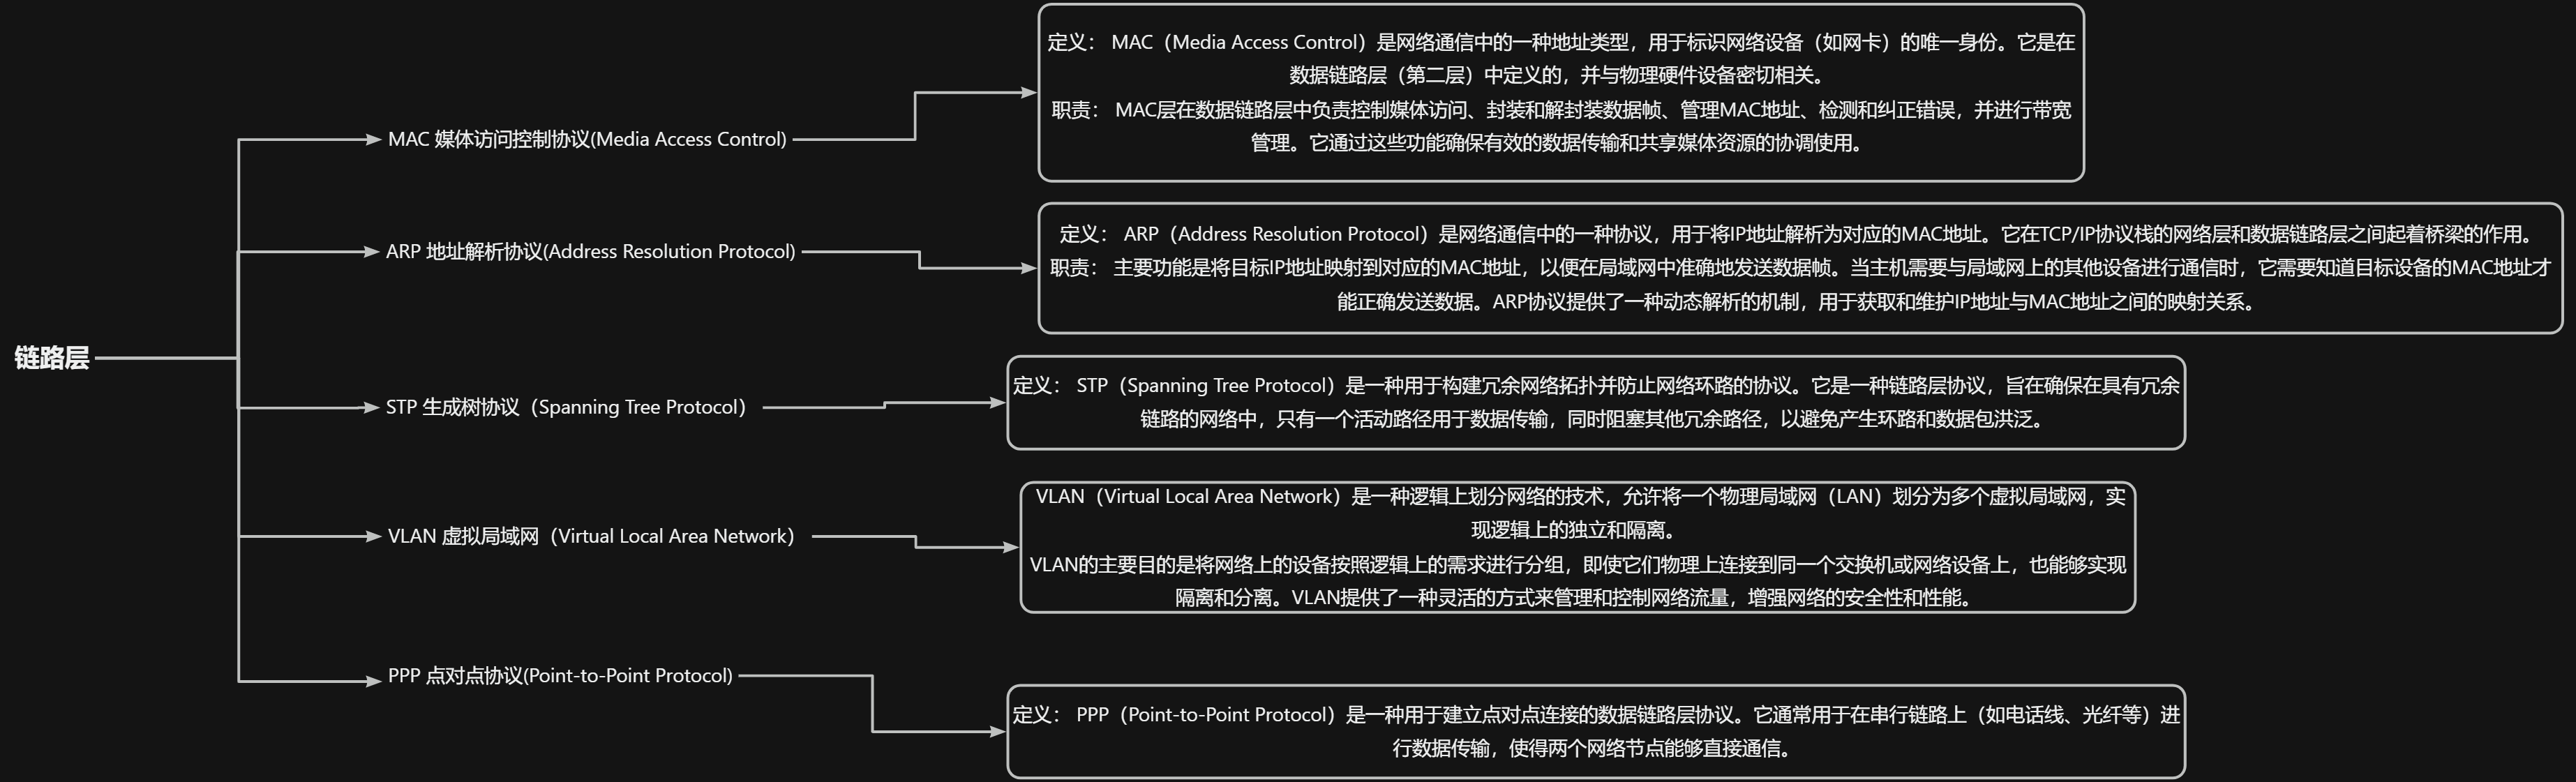 链路层
MAC 媒体访问控制协议(Media Access Control)
定义： MAC（Media Access Control）是网络通信中的一种地址类型，用于标识网络设备（如网卡）的唯一身份。它是在
数据链路层（第二层）中定义的，并与物理硬件设备密切相关。
职责： MAC层在数据链路层中负责控制媒体访问、封装和解封装数据帧、管理MAC地址、检测和纠正错误，并进行带宽
管理。它通过这些功能确保有效的数据传输和共享媒体资源的协调使用。
ARP 地址解析协议(Address Resolution Protocol)
定义： ARP（Address Resolution Protocol）是网络通信中的一种协议，用于将IP地址解析为对应的MAC地址。它在TCP/IP协议栈的网络层和数据链路层之间起着桥梁的作用。
职责： 主要功能是将目标IP地址映射到对应的MAC地址，以便在局域网中准确地发送数据帧。当主机需要与局域网上的其他设备进行通信时，它需要知道目标设备的MAC地址才
能正确发送数据。ARP协议提供了一种动态解析的机制，用于获取和维护IP地址与MAC地址之间的映射关系。
STP 生成树协议（Spanning Tree Protocol）
定义： STP（Spanning Tree Protocol）是一种用于构建冗余网络拓扑并防止网络环路的协议。它是一种链路层协议，旨在确保在具有冗余
链路的网络中，只有一个活动路径用于数据传输，同时阻塞其他冗余路径，以避免产生环路和数据包洪泛。
VLAN 虚拟局域网（Virtual Local Area Network）
VLAN（Virtual Local Area Network）是一种逻辑上划分网络的技术，允许将一个物理局域网（LAN）划分为多个虚拟局域网，实
现逻辑上的独立和隔离。
VLAN的主要目的是将网络上的设备按照逻辑上的需求进行分组，即使它们物理上连接到同一个交换机或网络设备上，也能够实现
隔离和分离。VLAN提供了一种灵活的方式来管理和控制网络流量，增强网络的安全性和性能。
PPP 点对点协议(Point-to-Point Protocol)
定义： PPP（Point-to-Point Protocol）是一种用于建立点对点连接的数据链路层协议。它通常用于在串行链路上（如电话线、光纤等）进
行数据传输，使得两个网络节点能够直接通信。